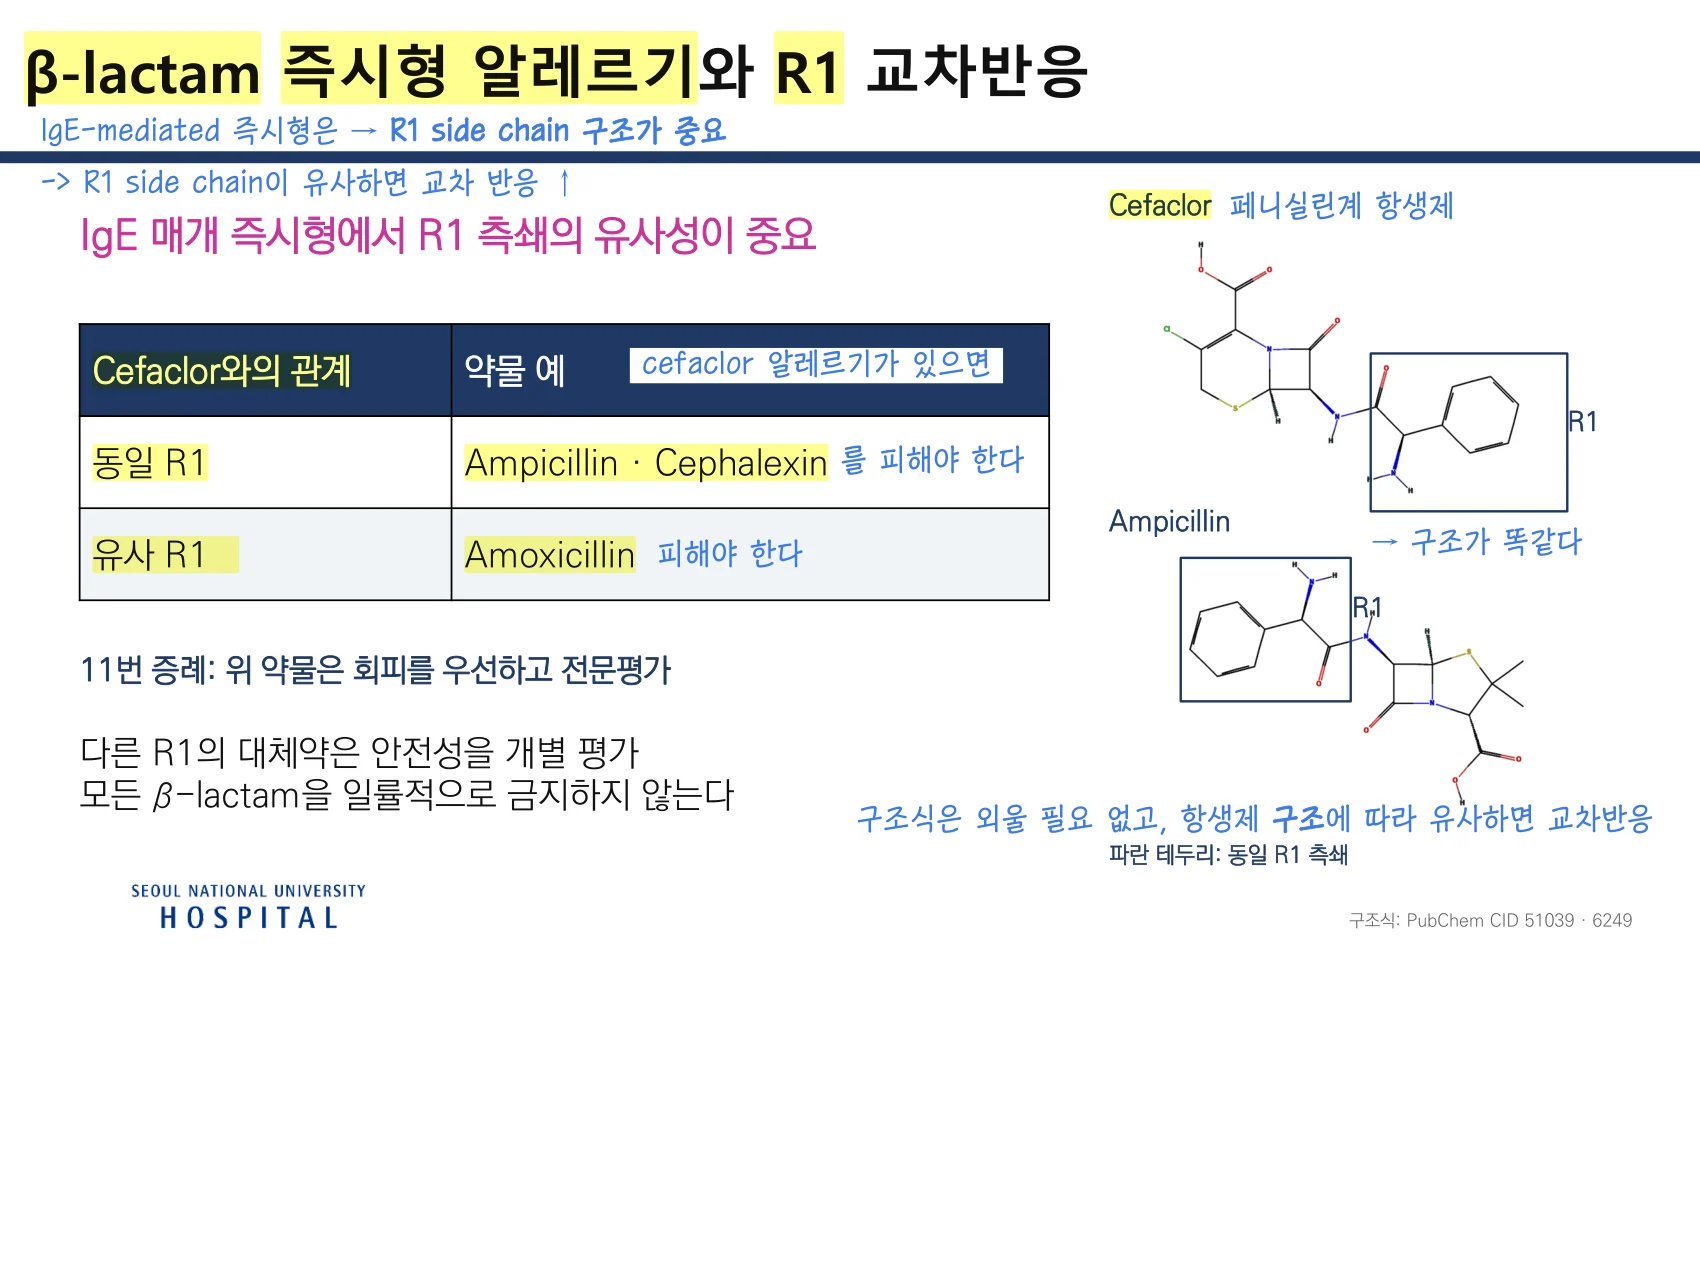 β-lactam 즉시형 알레르기와 R1 교차반응
IgE-mediated 즉시형은 → R1 side chain 구조가 중요
-> R1 side chain이 유사하면 교차 반응 ↑
IgE 매개 즉시형에서 R1 측쇄의 유사성이 중요
Cefaclor와의 관계 약물 예 cefaclor 알레르기가 있으면
동일 R1 Ampicillin · Cephalexin 를 피해야 한다
유사 R1 Amoxicillin 피해야 한다
11번 증례: 위 약물은 회피를 우선하고 전문평가
다른 R1의 대체약은 안전성을 개별 평가
모든 β-lactam을 일률적으로 금지하지 않는다
Cefaclor 페니실린계 항생제
H
O O
Cl
N O
S
H
N
H
O
N
H H
R1
Ampicillin
→ 구조가 똑같다
H N H
R1
H
N
O
H
S
N
O
O
O
H
구조식은 외울 필요 없고, 항생제 구조에 따라 유사하면 교차반응
파란 테두리: 동일 R1 측쇄
SEOUL NATIONAL UNIVERSITY
HOSPITAL
구조식: PubChem CID 51039 · 6249